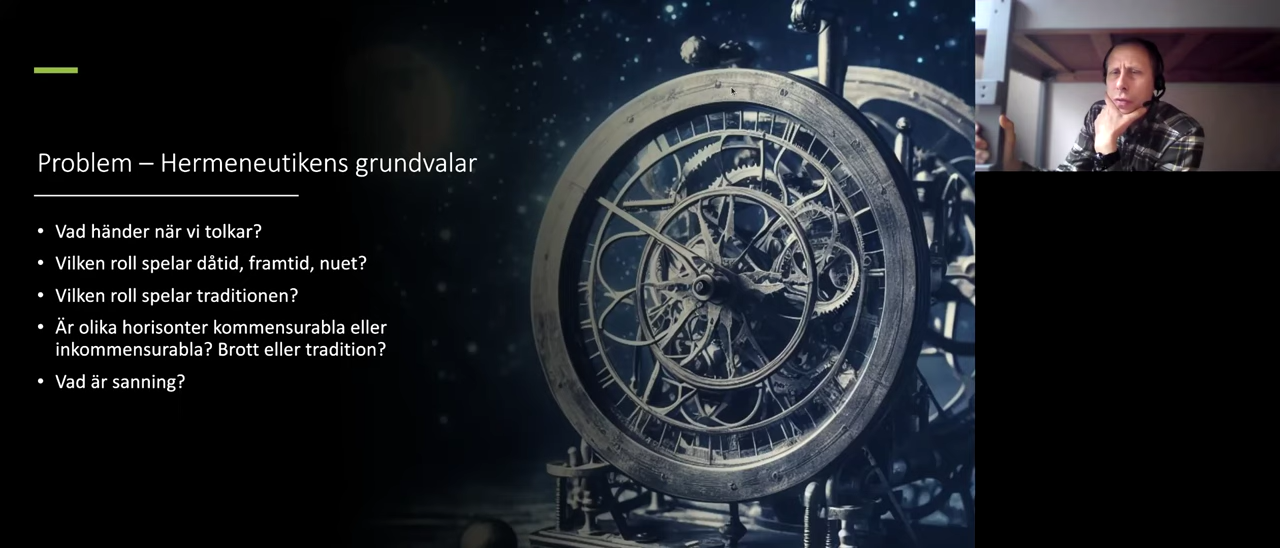 Problem – Hermeneutikens grundvalar
• Vad händer när vi tolkar?
• Vilken roll spelar dåtid, framtid, nuet?
• Vilken roll spelar traditionen?
• Är olika horisonter kommensurabla eller
inkommensurabla? Brott eller tradition?
• Vad är sanning?